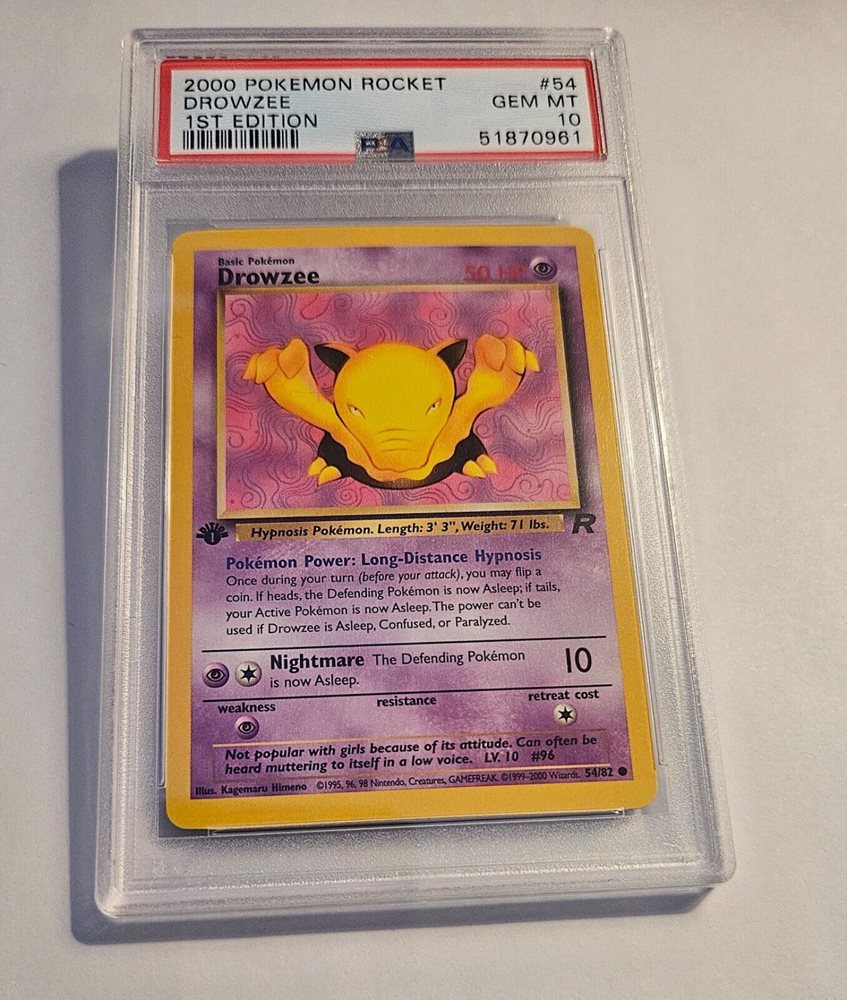 2000 POKEMON ROCKET #54
DROWZEE GEM MT
1ST EDITION 10
51870961
PSA
Basic Pokémon
Drowzee 50 HP
EDITION
1
Hypnosis Pokémon. Length: 3' 3", Weight: 71 lbs.
R
Pokémon Power: Long-Distance Hypnosis
Once during your turn (before your attack), you may flip a
coin. If heads, the Defending Pokémon is now Asleep; if tails,
your Active Pokémon is now Asleep. The power can't be
used if Drowzee is Asleep, Confused, or Paralyzed.
Nightmare The Defending Pokémon 10
is now Asleep.
weakness resistance retreat cost
Not popular with girls because of its attitude. Can often be
heard muttering to itself in a low voice. LV. 10 #96
Illus. Kagemaru Himeno ©1995, 96, 98 Nintendo, Creatures, GAMEFREAK. ©1999-2000 Wizards. 54/82